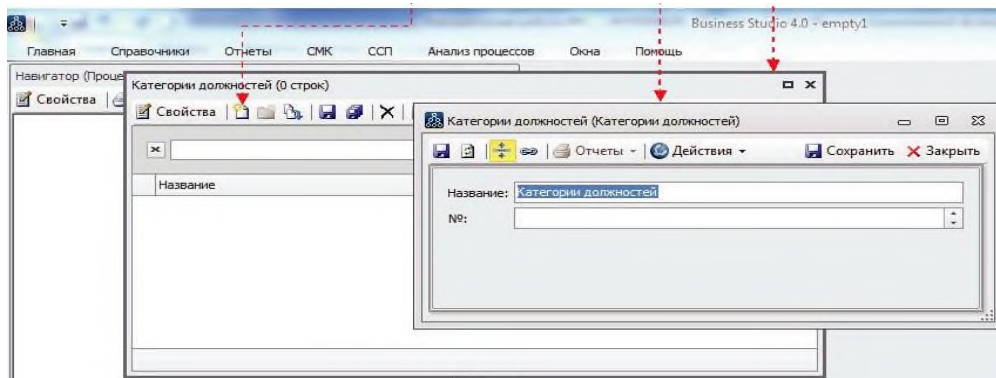 Business Studio 4.0 - empty1
Главная Справочники Отчеты СМК ССП Анализ процессов Окна Помощь
Навигатор (Проце
Свойства
Категории должностей (0 строк)
Свойства
Название
Категории должностей (Категории должностей)
Отчеты Действия Сохранить Закрыть
Название: Категории должностей
№: